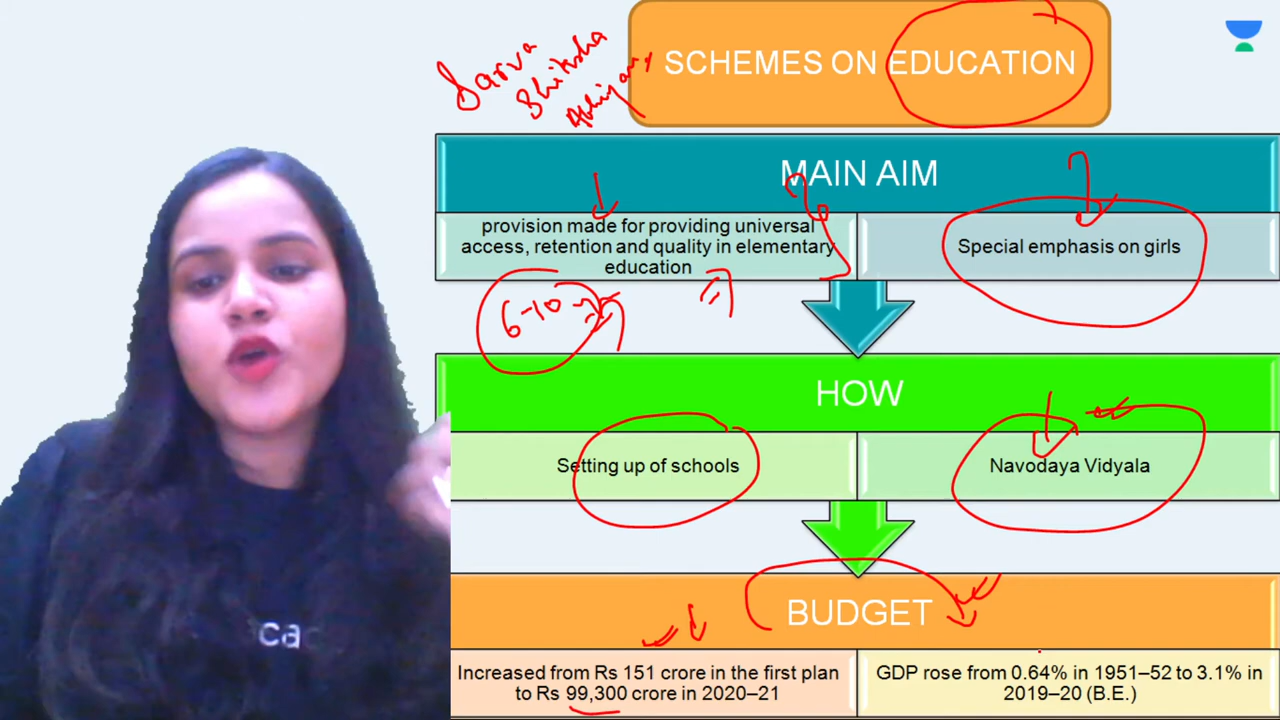 SCHEMES ON EDUCATION
Sarva
Shiksha
Abhiyan
MAIN AIM
provision made for providing universal
access, retention and quality in elementary
education
Special emphasis on girls
6-10
HOW
Setting up of schools
Navodaya Vidyala
BUDGET
Increased from Rs 151 crore in the first plan
to Rs 99,300 crore in 2020–21
GDP rose from 0.64% in 1951–52 to 3.1% in
2019–20 (B.E.)
ca